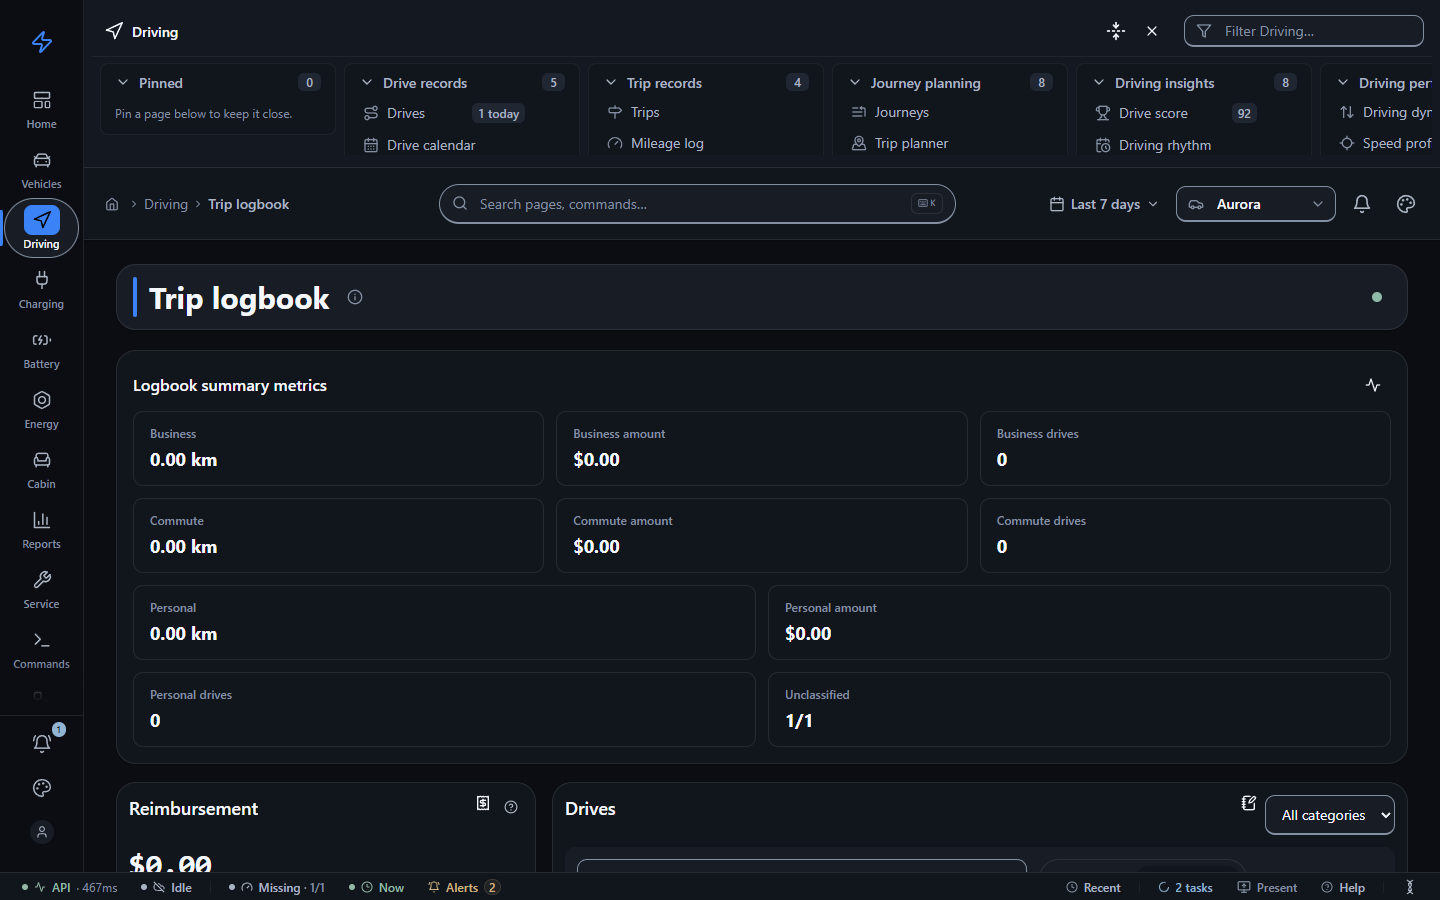 Driving
Filter Driving...
Pinned 0
Pin a page below to keep it close.
Drive records 5
Drives 1 today
Drive calendar
Trip records 4
Trips
Mileage log
Journey planning 8
Journeys
Trip planner
Driving insights 8
Drive score 92
Driving rhythm
Driving per
Driving dyn
Speed prof
Home
Vehicles
Driving
Charging
Battery
Energy
Cabin
Reports
Service
Commands
1
Driving
Trip logbook
Search pages, commands...
K
Last 7 days
Aurora
Trip logbook
Logbook summary metrics
Business
0.00 km
Business amount
$0.00
Business drives
0
Commute
0.00 km
Commute amount
$0.00
Commute drives
0
Personal
0.00 km
Personal amount
$0.00
Personal drives
0
Unclassified
1/1
Reimbursement
$0.00
Drives
All categories
API · 467ms
Idle
Missing · 1/1
Now
Alerts 2
Recent
2 tasks
Present
Help